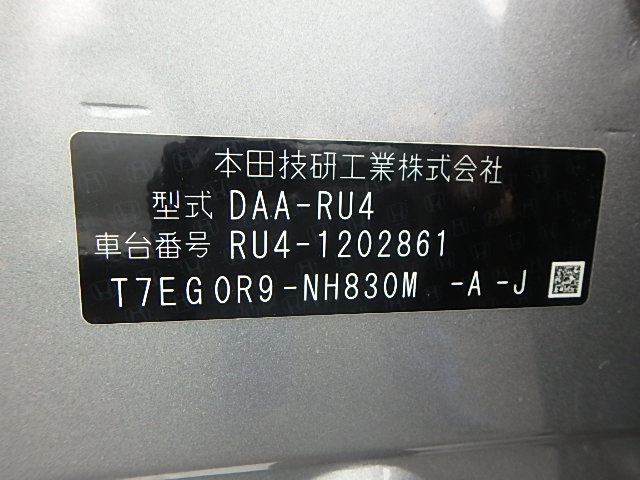 本田技研工業株式会社
型式 DAA-RU4
車台番号 RU4-1202861
T7EG0R9-NH830M -A-J